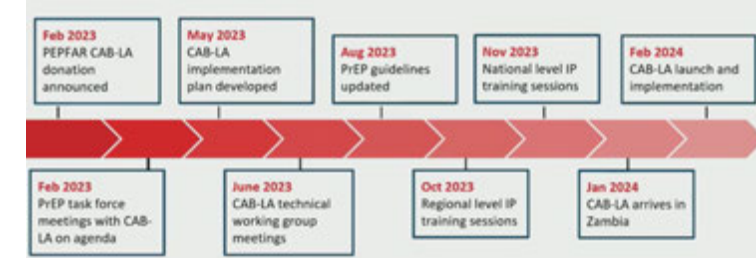 Feb 2023
PEPFAR CAB-LA
donation
announced
May 2023
CAB-LA
implementation
plan developed
Aug 2023
PrEP guidelines
updated
Nov 2023
National level IP
training sessions
Feb 2024
CAB-LA launch and
implementation
Feb 2023
PrEP task force
meetings with CAB-
LA on agenda
June 2023
CAB-LA technical
working group
meetings
Oct 2023
Regional level IP
training sessions
Jan 2024
CAB-LA arrives in
Zambia